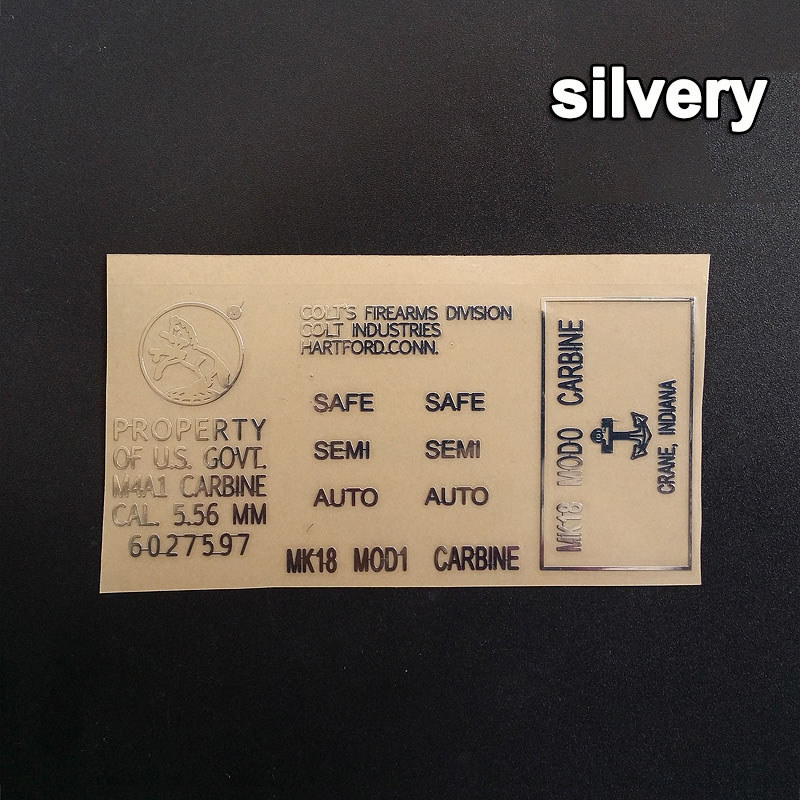 silvery
COLT'S FIREARMS DIVISION
COLT INDUSTRIES
HARTFORD.CONN.
PROPERTY
OF U.S. GOVT.
M4A1 CARBINE
CAL. 5.56 MM
6027597
SAFE SAFE
SEMI SEMI
AUTO AUTO
MK18 MOD1 CARBINE
MK18 MODO CARBINE
CRANE, INDIANA